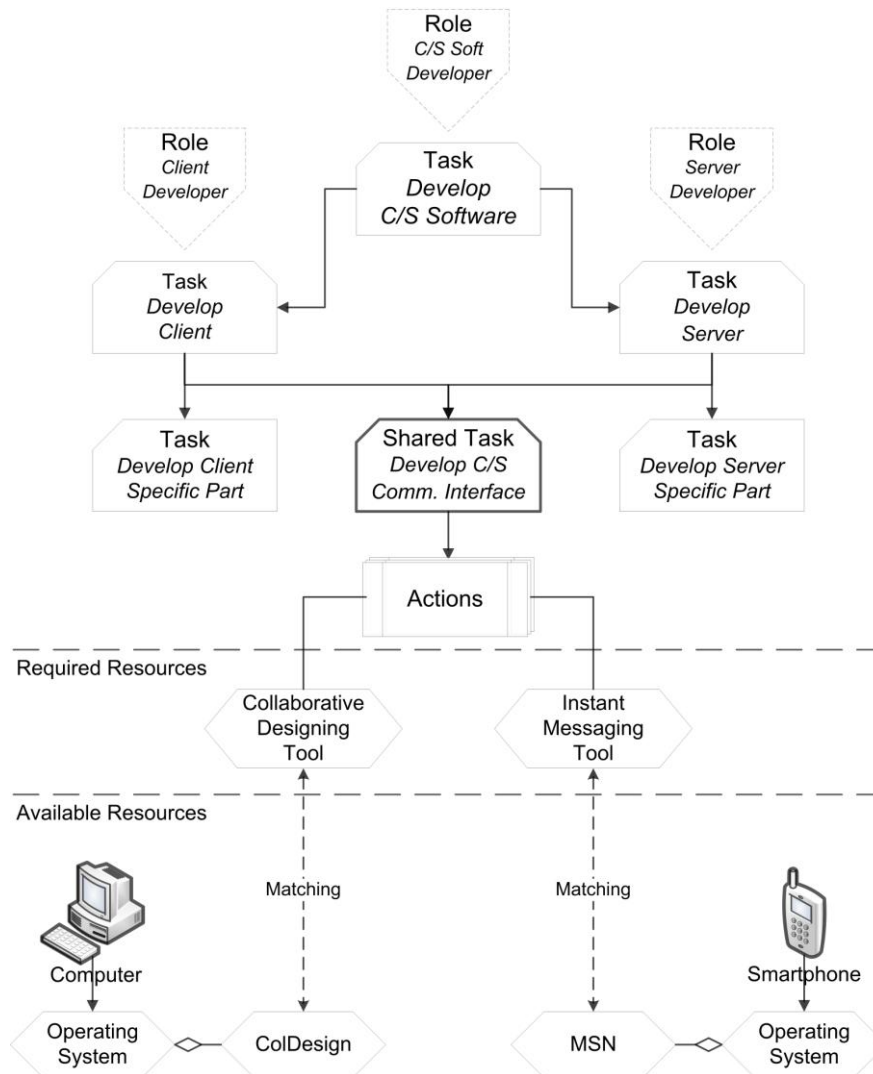 Role
C/S Soft
Developer
Role
Client
Developer
Task
Develop
C/S Software
Role
Server
Developer
Task
Develop
Client
Task
Develop
Server
Task
Develop Client
Specific Part
Shared Task
Develop C/S
Comm. Interface
Task
Develop Server
Specific Part
Actions
Required Resources
Collaborative
Designing
Tool
Instant
Messaging
Tool
Available Resources
Matching
Matching
Computer
Smartphone
Operating
System
ColDesign
MSN
Operating
System